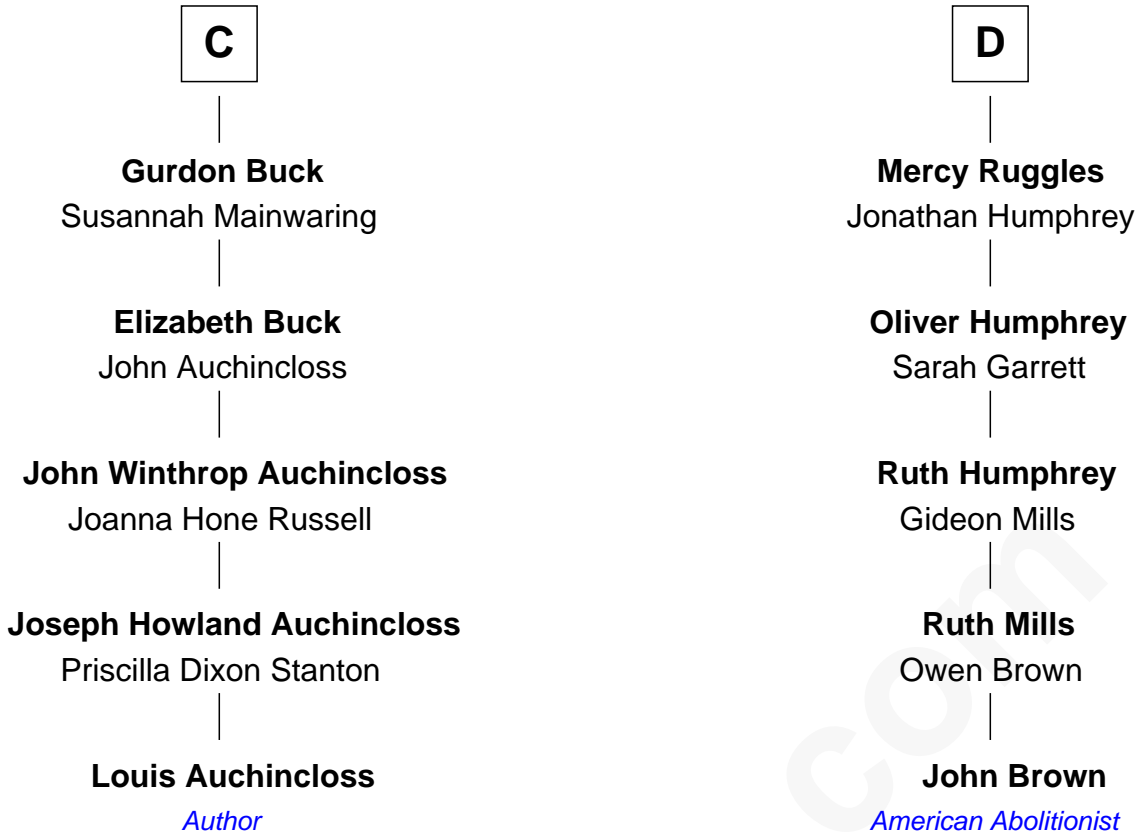 C
Gurdon Buck
Susannah Mainwaring
Elizabeth Buck
John Auchincloss
John Winthrop Auchincloss
Joanna Hone Russell
Joseph Howland Auchincloss
Priscilla Dixon Stanton
Louis Auchincloss
Author
D
Mercy Ruggles
Jonathan Humphrey
Oliver Humphrey
Sarah Garrett
Ruth Humphrey
Gideon Mills
Ruth Mills
Owen Brown
John Brown
American Abolitionist
com